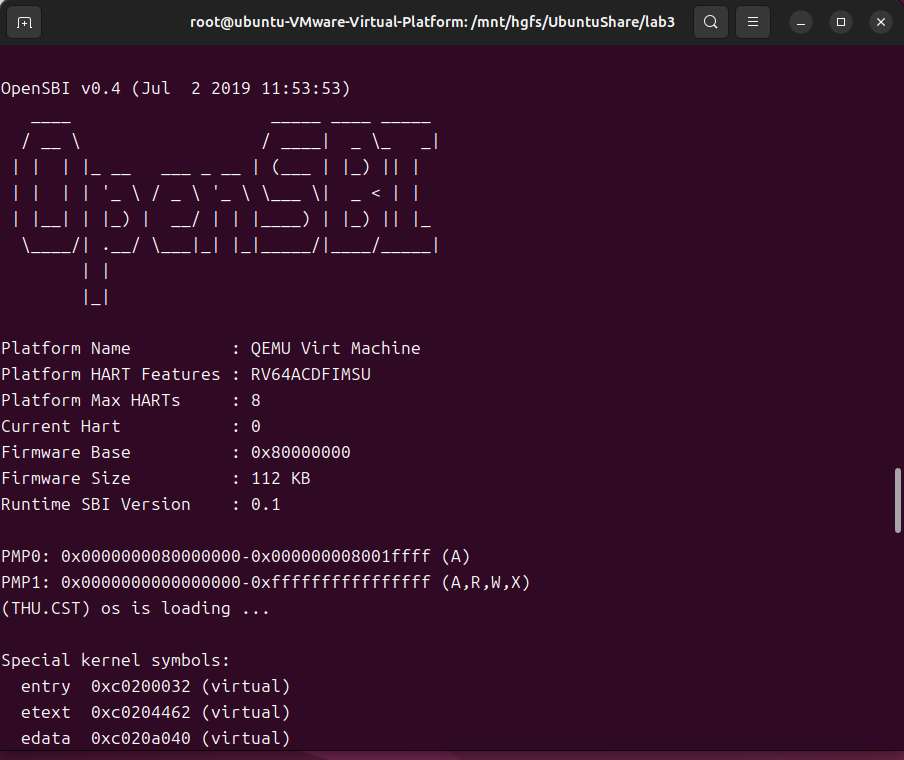 root@ubuntu-VMware-Virtual-Platform: /mnt/hgfs/UbuntuShare/lab3
OpenSBI v0.4 (Jul  2 2019 11:53:53)
   ____                    _____ ____ _____
  / __ \                  / ____|  _ \_   _|
 | |  | |_ __   ___ _ __ | (___ | |_) || |
 | |  | | '_ \ / _ \ '_ \ \___ \|  _ < | |
 | |__| | |_) |  __/ | | |____) | |_) || |_
  \____/| .__/ \___|_| |_|_____/|____/_____|
        | |
        |_|
Platform Name          : QEMU Virt Machine
Platform HART Features : RV64ACDFIMSU
Platform Max HARTs     : 8
Current Hart           : 0
Firmware Base          : 0x80000000
Firmware Size          : 112 KB
Runtime SBI Version    : 0.1
PMP0: 0x0000000080000000-0x000000008001ffff (A)
PMP1: 0x0000000000000000-0xffffffffffffffff (A,R,W,X)
(THU.CST) os is loading ...
Special kernel symbols:
  entry  0xc0200032 (virtual)
  etext  0xc0204462 (virtual)
  edata  0xc020a040 (virtual)